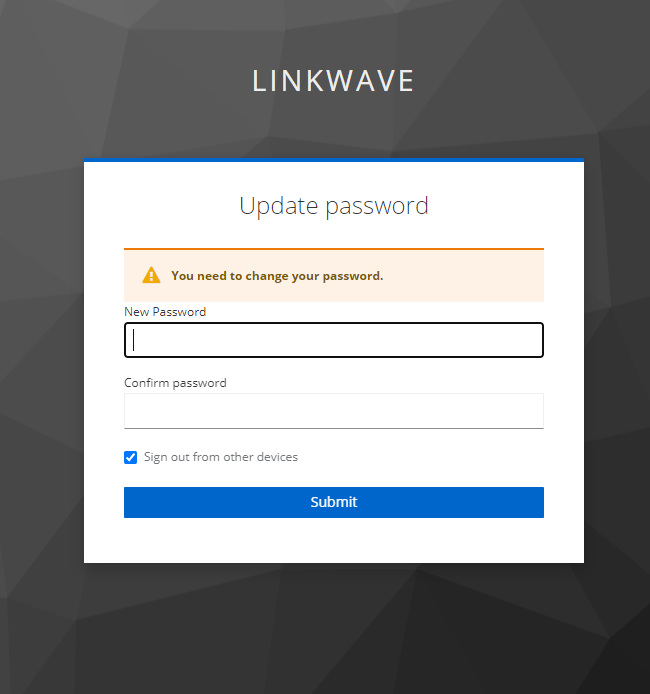 LINKWAVE
Update password
You need to change your password.
New Password
Confirm password
Sign out from other devices
Submit